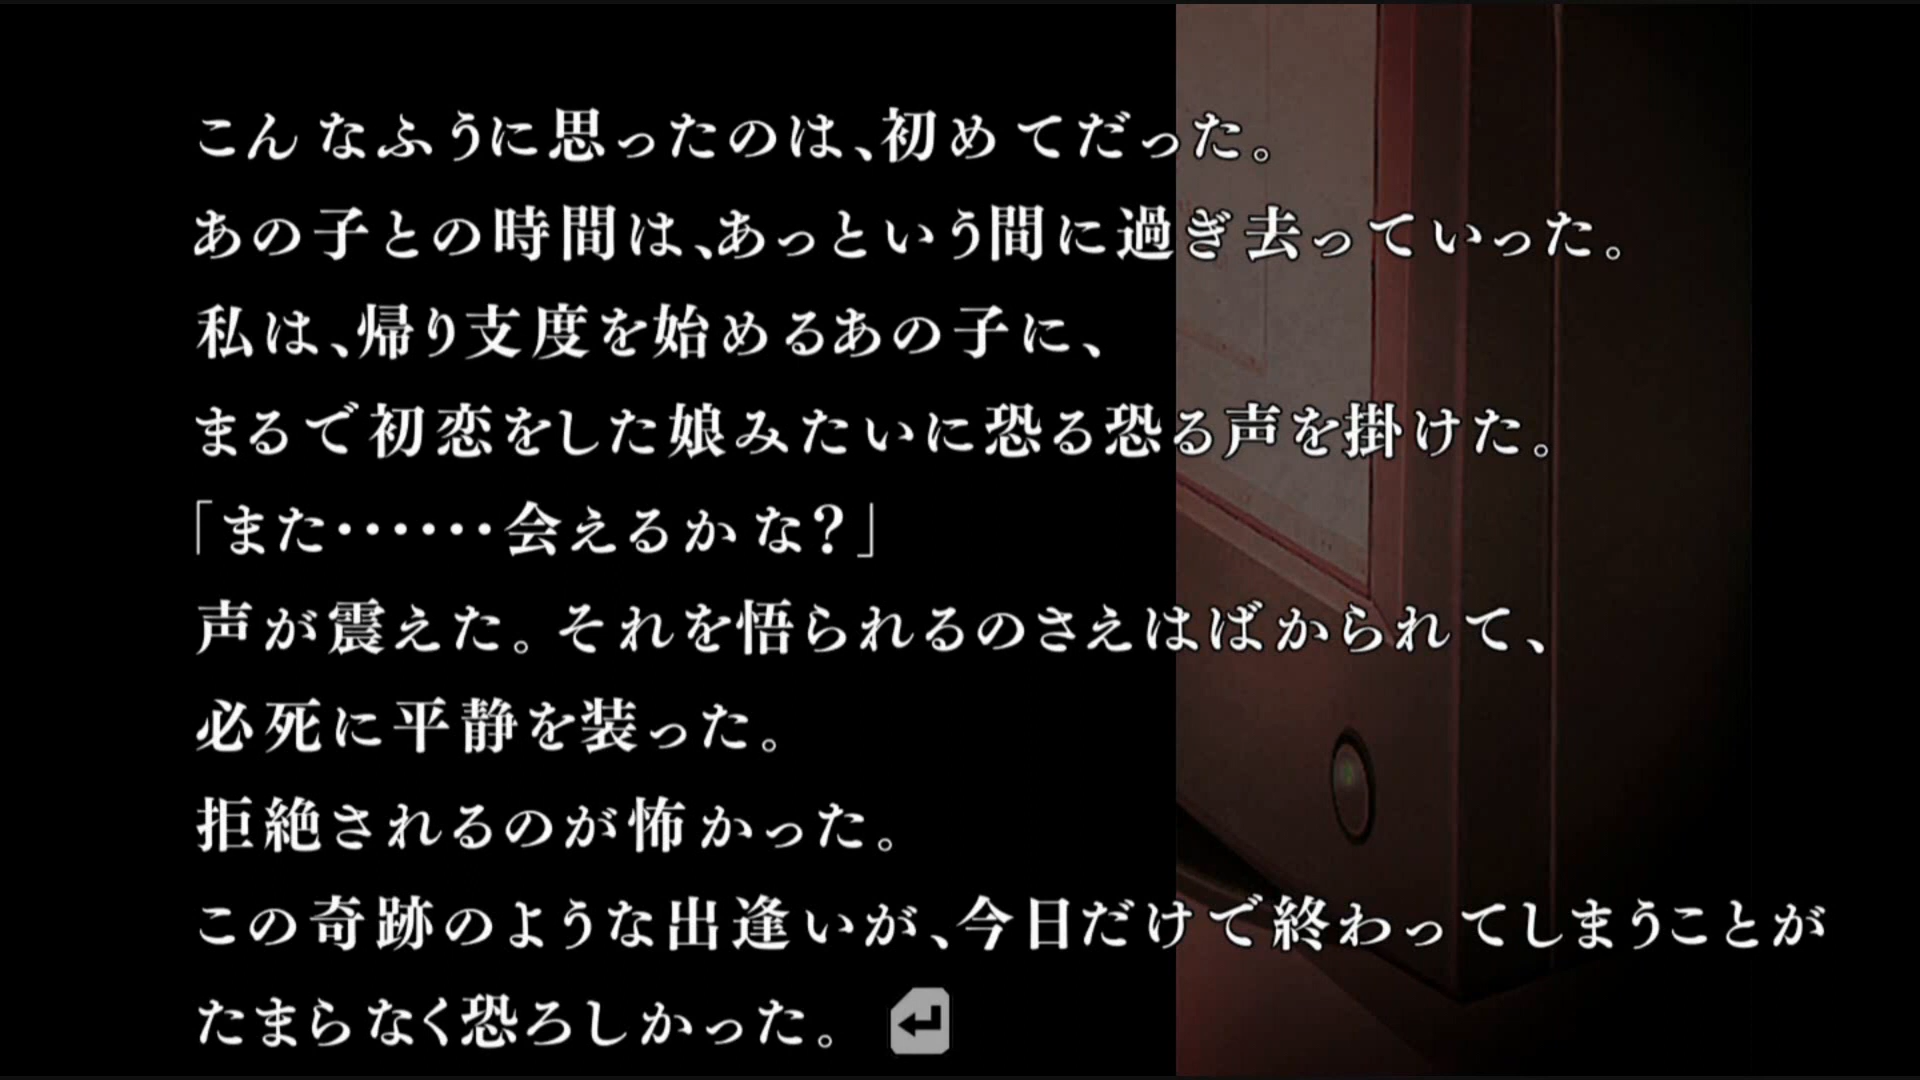 こんなふうに思ったのは、初めてだった。
あの子との時間は、あっという間に過ぎ去っていった。
私は、帰り支度を始めるあの子に、
まるで初恋をした娘みたいに恐る恐る声を掛けた。
「また‥‥‥会えるかな？」
声が震えた。それを悟られるのさえはばかられて、
必死に平静を装った。
拒絶されるのが怖かった。
この奇跡のような出逢いが、今日だけで終わってしまうことが
たまらなく恐ろしかった。